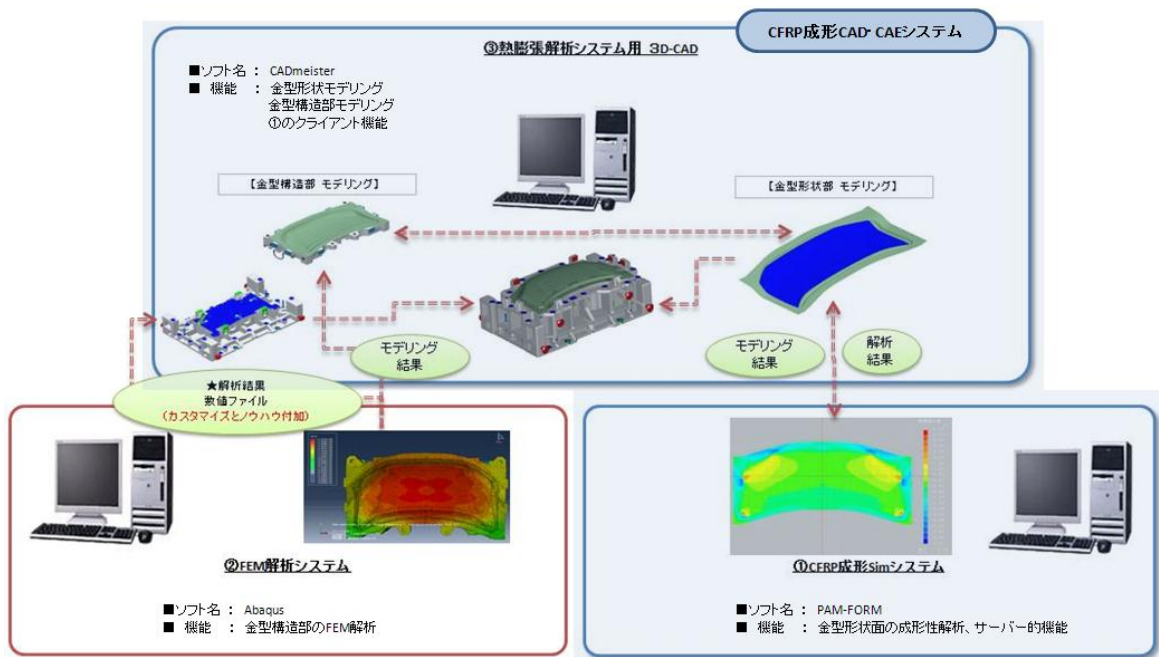 CFRP成形CAD・CAEシステム
③熱膨張解析システム用 3D-CAD
■ソフト名 : CADmeister
■ 機能 : 金型形状モデリング
金型構造部モデリング
①のクライアント機能
【金型構造部 モデリング】
【金型形状部 モデリング】
モデリング
結果
モデリング
結果
解析
結果
★解析結果
数値ファイル
(カスタマイズとノウハウ付加)
②FEM解析システム
■ソフト名 : Abaqus
■ 機能 : 金型構造部のFEM解析
①CFRP成形Simシステム
■ソフト名 : PAM-FORM
■ 機能 : 金型形状面の成形性解析、サーバー的機能